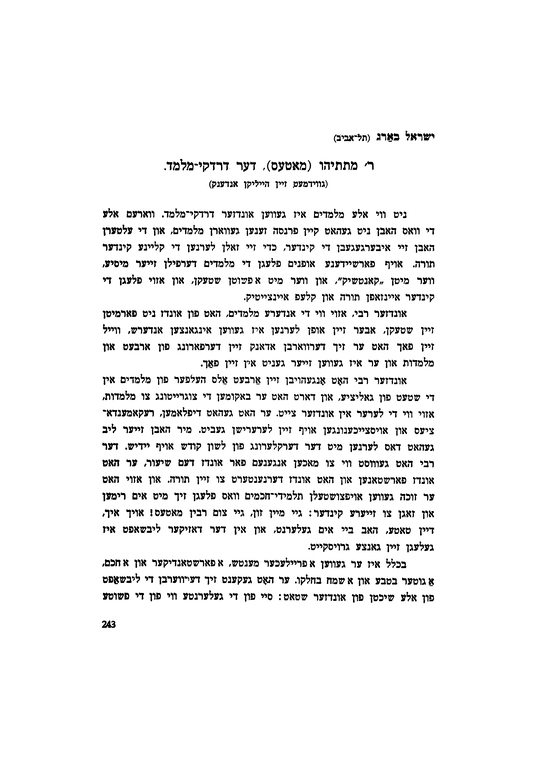 ישראל באַרג (תל־אביב)
ר׳ מתתיהו (מאטעס), דער דרדקי־מלמד.
(גווידמעט זיין הייליקן אנדענק)
ניט ווי אלע מלמדים איז געווען אונדזער דרדקי־מלמד. ווארעם אלע
די וואס האבן ניט געהאט קיין פרנסה זענען געווארן מלמדים, און די עלטערן
האבן זיי איבערגעגעבן די קינדער, כדי זיי זאלן לערנען די קליינע קינדער
תורה. אויף פארשיידענע אופנים פלעגן די מלמדים דערפילן זייער מיסיע,
ווער מיטן „קאנטשיק״, און ווער מיט א פשוטן שטעקן, און אזוי פלעגן די
קינדער איינזאפן תורה און קלעפ איינצייטיק.
אונדזער רבי, אזוי ווי די אנדערע מלמדים, האט פון אונדז ניט פארמיטן
זיין שטעקן, אבער זיין אופן לערנען איז געווען אינגאנצן אנדערש, ווייל
זיין פאך האט ער זיך דערווארבן אדאנק זיין דערפארונג פון ארבעט און
מלמדות און ער איז געווען זייער געניט אין זיין פאך.
אונדזער רבי האט אנגעהויבן זיין ארבעט אלס העלפער פון מלמדים אין
די שטעט פון גאליציע, און דארט האט ער באקומען די צוגרייטונג צו מלמדות,
אזוי ווי די לערער אין אונדזער צייט. ער האט געהאט דיפלאמען, רעקאמענדא־
ציעס און אויסצייכענונגען אויף זיין לערערישן געביט. מיר האבן זייער ליב
געהאט דאס לערנען מיט דער דערקלערונג פון לשון קודש אויף יידיש. דער
רבי האט געוווסט ווי צו מאכן אנגענעם פאר אונדז דעם שיעור, ער האט
אונדז פארשטאנען און האט אונדז דערנענטערט צו זיין תורה. און אזוי האט
ער זוכה געווען אויפצושטעלן תלמידי־חכמים וואס פלעגן זיך מיט אים רימען
און זאגן צו זייערע קינדער: גיי מיין זון, גיי צום רבין מאטעס! אויך איך,
דיין טאטע, האב ביי אים געלערנט, און אין דער דאזיקער ליבשאפט איז
געלעגן זיין גאנצע גרויסקייט.
בכלל איז ער געווען א פריילעכער מענטש, א פארשטאנדיקער און א חכם,
א גוטער בטבע און א שמח בחלקו. ער האט געקענט זיך דערווערבן די ליבשאפט
פון אלע שיכטן פון אונדזער שטאט: סיי פון די געלערנטע ווי פון די פשוטע
243